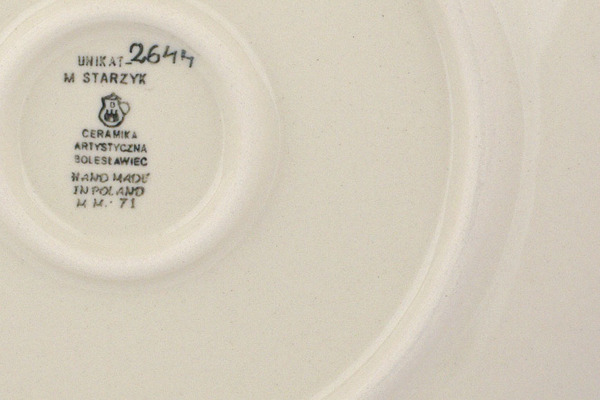 UNIKAT-2644
M STARZYK
CERAMIKA
ARTYSTYCZNA
BOLESŁAWIEC
HAND MADE
IN POLAND
M M.· 71